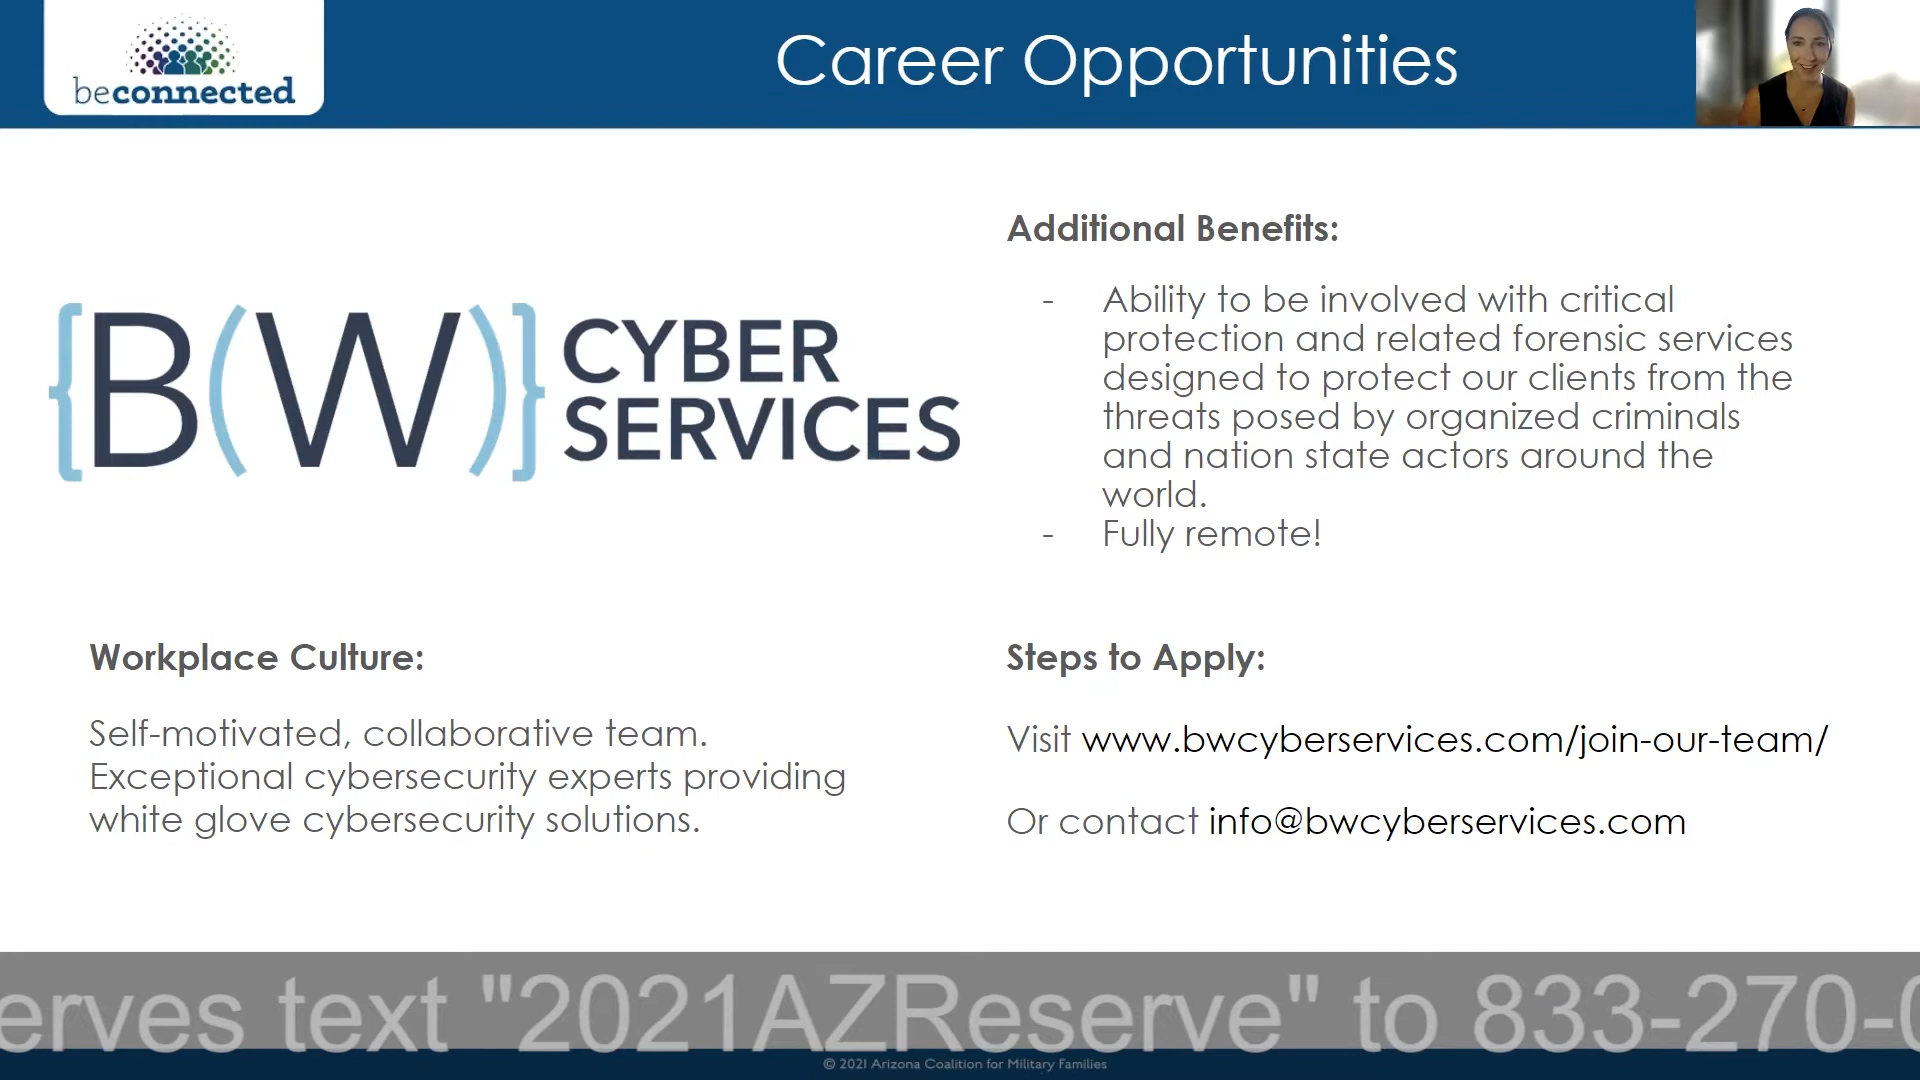 beconnected
Career Opportunities
{B(W)} CYBER
SERVICES
Additional Benefits:
- Ability to be involved with critical
protection and related forensic services
designed to protect our clients from the
threats posed by organized criminals
and nation state actors around the
world.
- Fully remote!
Workplace Culture:
Self-motivated, collaborative team.
Exceptional cybersecurity experts providing
white glove cybersecurity solutions.
Steps to Apply:
Visit www.bwcyberservices.com/join-our-team/
Or contact info@bwcyberservices.com
erves text "2021AZReserve" to 833-270-
© 2021 Arizona Coalition for Military Families